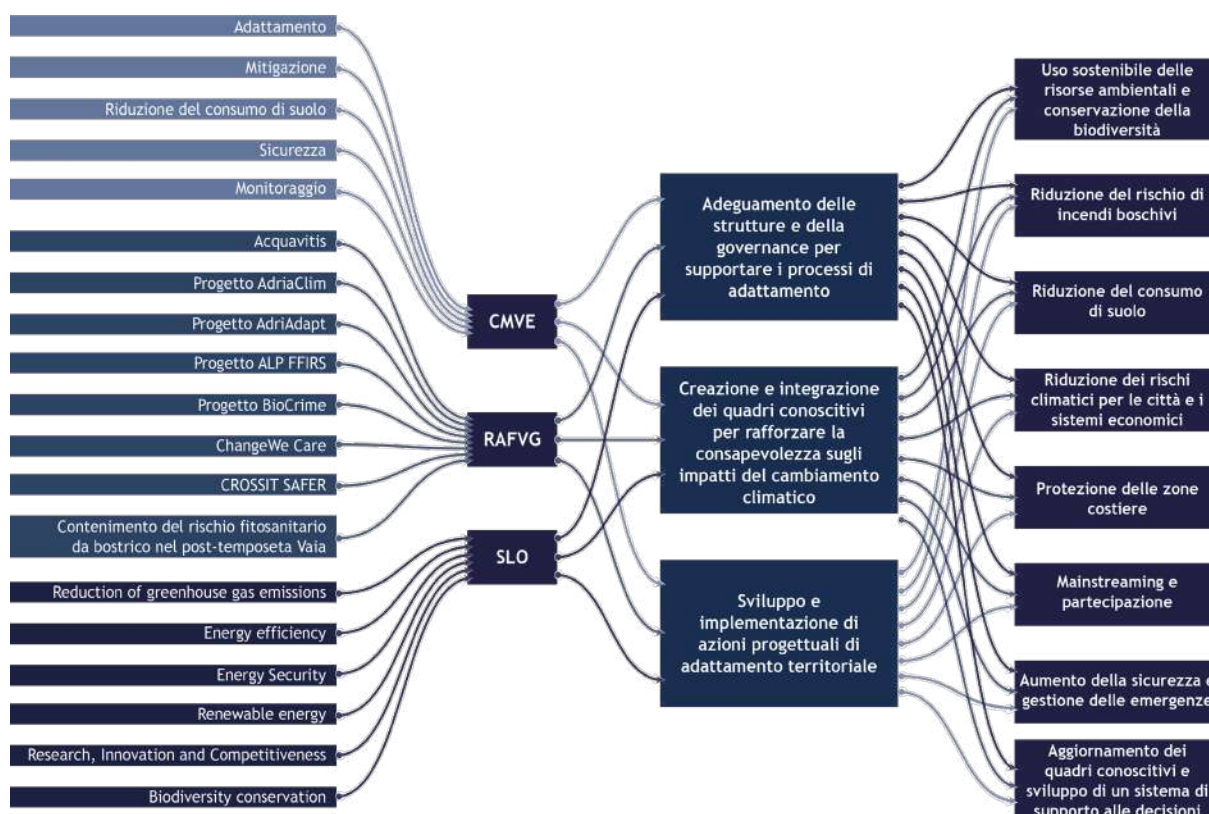 Adattamento
Mitigazione
Riduzione del consumo di suolo
Sicurezza
Monitoraggio
Acquavitis
Progetto AdriaClim
Progetto AdriAdapt
Progetto ALP FFIRS
Progetto BioCrime
ChangeWe Care
CROSSIT SAFER
Contenimento del rischio fitosanitario
da bostrico nel post-temposeta Vaia
Reduction of greenhouse gas emissions
Energy efficiency
Energy Security
Renewable energy
Research, Innovation and Competitiveness
Biodiversity conservation
CMVE
RAFVG
SLO
Adeguamento delle
strutture e della
governance per
supportare i processi di
adattamento
Creazione e integrazione
dei quadri conoscitivi
per rafforzare la
consapevolezza sugli
impatti del cambiamento
climatico
Sviluppo e
implementazione di
azioni progettuali di
adattamento territoriale
Uso sostenibile delle
risorse ambientali e
conservazione della
biodiversità
Riduzione del rischio di
incendi boschivi
Riduzione del consumo
di suolo
Riduzione dei rischi
climatici per le città e i
sistemi economici
Protezione delle zone
costiere
Mainstreaming e
partecipazione
Aumento della sicurezza e
gestione delle emergenze
Aggiornamento dei
quadri conoscitivi e
sviluppo di un sistema di
supporto alle decisioni